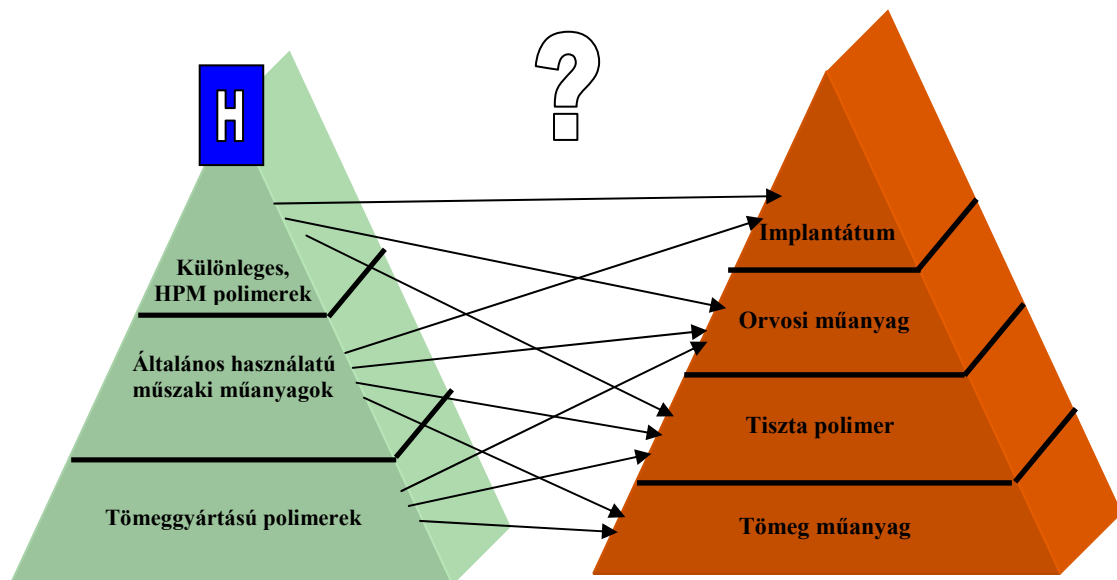 ?
H
Különleges,
HPM polimerek
Általános használatú
műszaki műanyagok
Tömeggyártású polimerek
Implantátum
Orvosi műanyag
Tiszta polimer
Tömeg műanyag